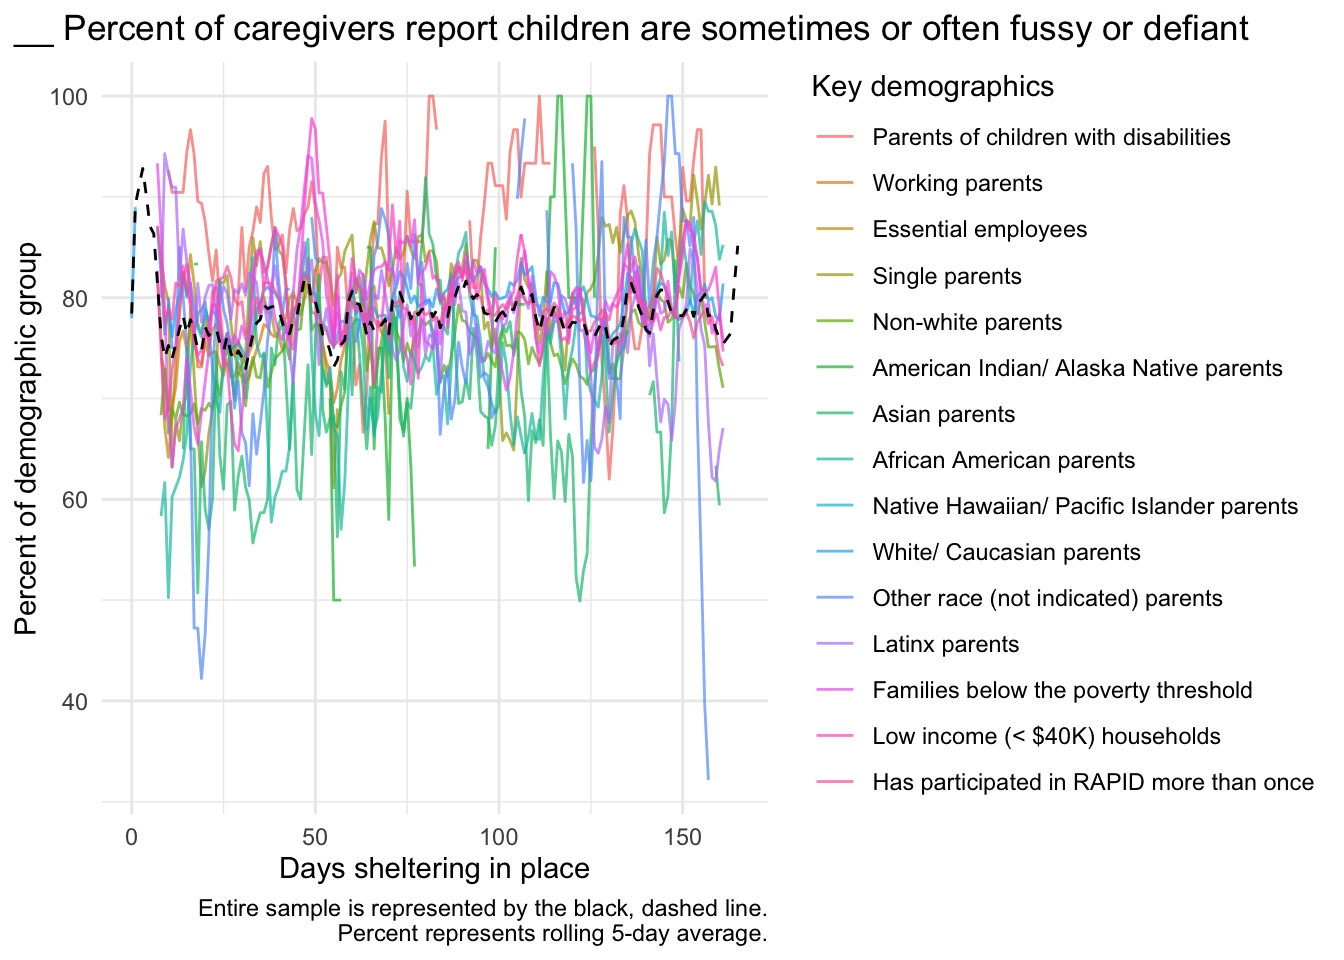 __ Percent of caregivers report children are sometimes or often fussy or defiant
Percent of demographic group
100
80
60
40
0
50
100
150
Days sheltering in place
Entire sample is represented by the black, dashed line.
Percent represents rolling 5-day average.
Key demographics
Parents of children with disabilities
Working parents
Essential employees
Single parents
Non-white parents
American Indian/ Alaska Native parents
Asian parents
African American parents
Native Hawaiian/ Pacific Islander parents
White/ Caucasian parents
Other race (not indicated) parents
Latinx parents
Families below the poverty threshold
Low income (< $40K) households
Has participated in RAPID more than once